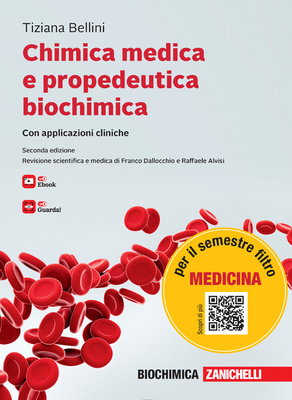 Tiziana Bellini
Chimica medica
e propedeutica
biochimica
Con applicazioni cliniche
Seconda edizione
Revisione scientifica e medica di Franco Dallocchio e Raffaele Alvisi
Ebook
Guarda!
per il semestre filtro
MEDICINA
Scopri di più
BIOCHIMICA ZANICHELLI